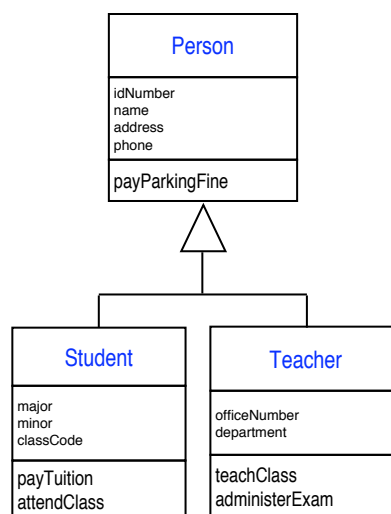 Person
idNumber
name
address
phone
payParkingFine
Student
major
minor
classCode
payTuition
attendClass
Teacher
officeNumber
department
teachClass
administerExam